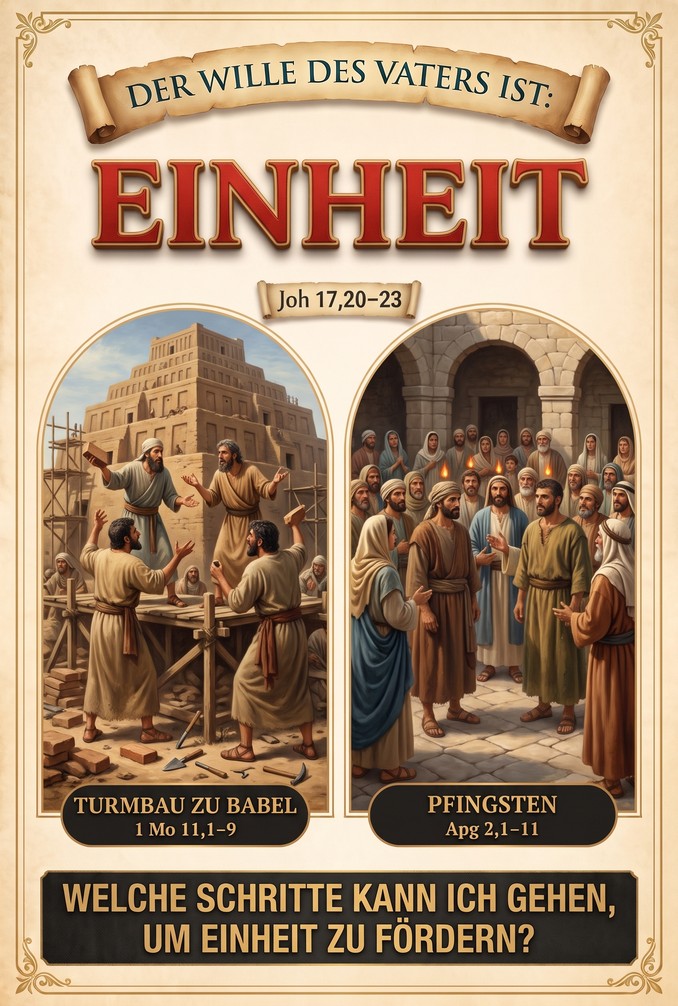 DER WILLE DES VATERS IST:
EINHEIT
Joh 17,20–23
TURMBAU ZU BABEL
1 Mo 11,1–9
PFINGSTEN
Apg 2,1–11
WELCHE SCHRITTE KANN ICH GEHEN,
UM EINHEIT ZU FÖRDERN?